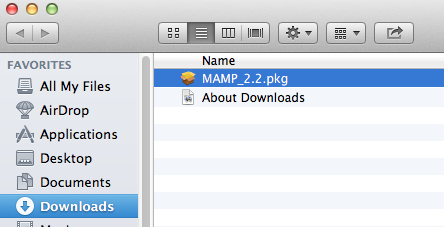 FAVORITES
All My Files
AirDrop
Applications
Desktop
Documents
Downloads
Name
MAMP_2.2.pkg
About Downloads